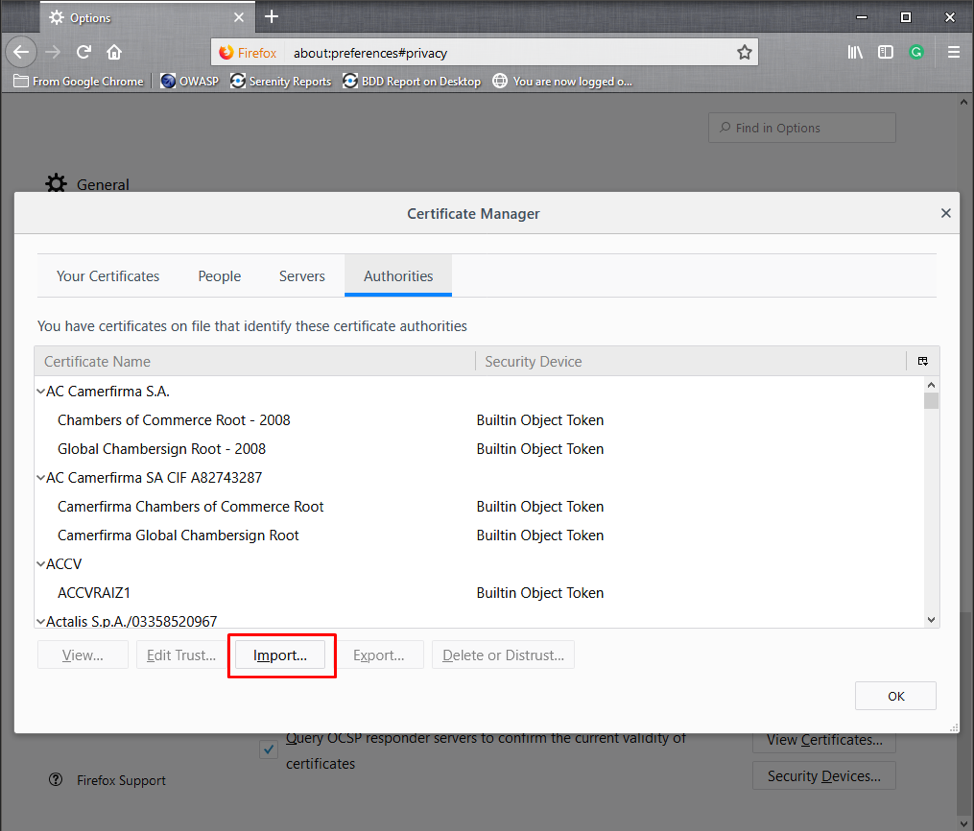 Options
Firefox about:preferences#privacy
From Google Chrome OWASP Serenity Reports BDD Report on Desktop You are now logged o...
Find in Options
General
Certificate Manager
Your Certificates People Servers Authorities
You have certificates on file that identify these certificate authorities
Certificate Name Security Device
AC Camerfirma S.A.
Chambers of Commerce Root - 2008 Builtin Object Token
Global Chambersign Root - 2008 Builtin Object Token
AC Camerfirma SA CIF A82743287
Camerfirma Chambers of Commerce Root Builtin Object Token
Camerfirma Global Chambersign Root Builtin Object Token
ACCV
ACCVRAIZ1 Builtin Object Token
Actalis S.p.A./03358520967
View... Edit Trust... Import... Export... Delete or Distrust...
OK
Query OCSP responder servers to confirm the current validity of
certificates
View Certificates...
Security Devices...
Firefox Support